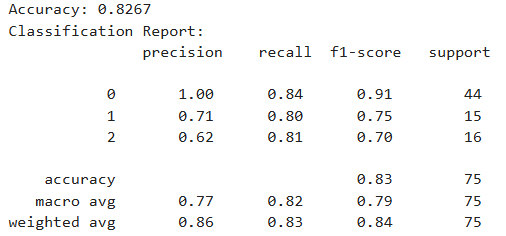 Accuracy: 0.8267
Classification Report:
precision recall f1-score support
0 1.00 0.84 0.91 44
1 0.71 0.80 0.75 15
2 0.62 0.81 0.70 16
accuracy 0.83 75
macro avg 0.77 0.82 0.79 75
weighted avg 0.86 0.83 0.84 75